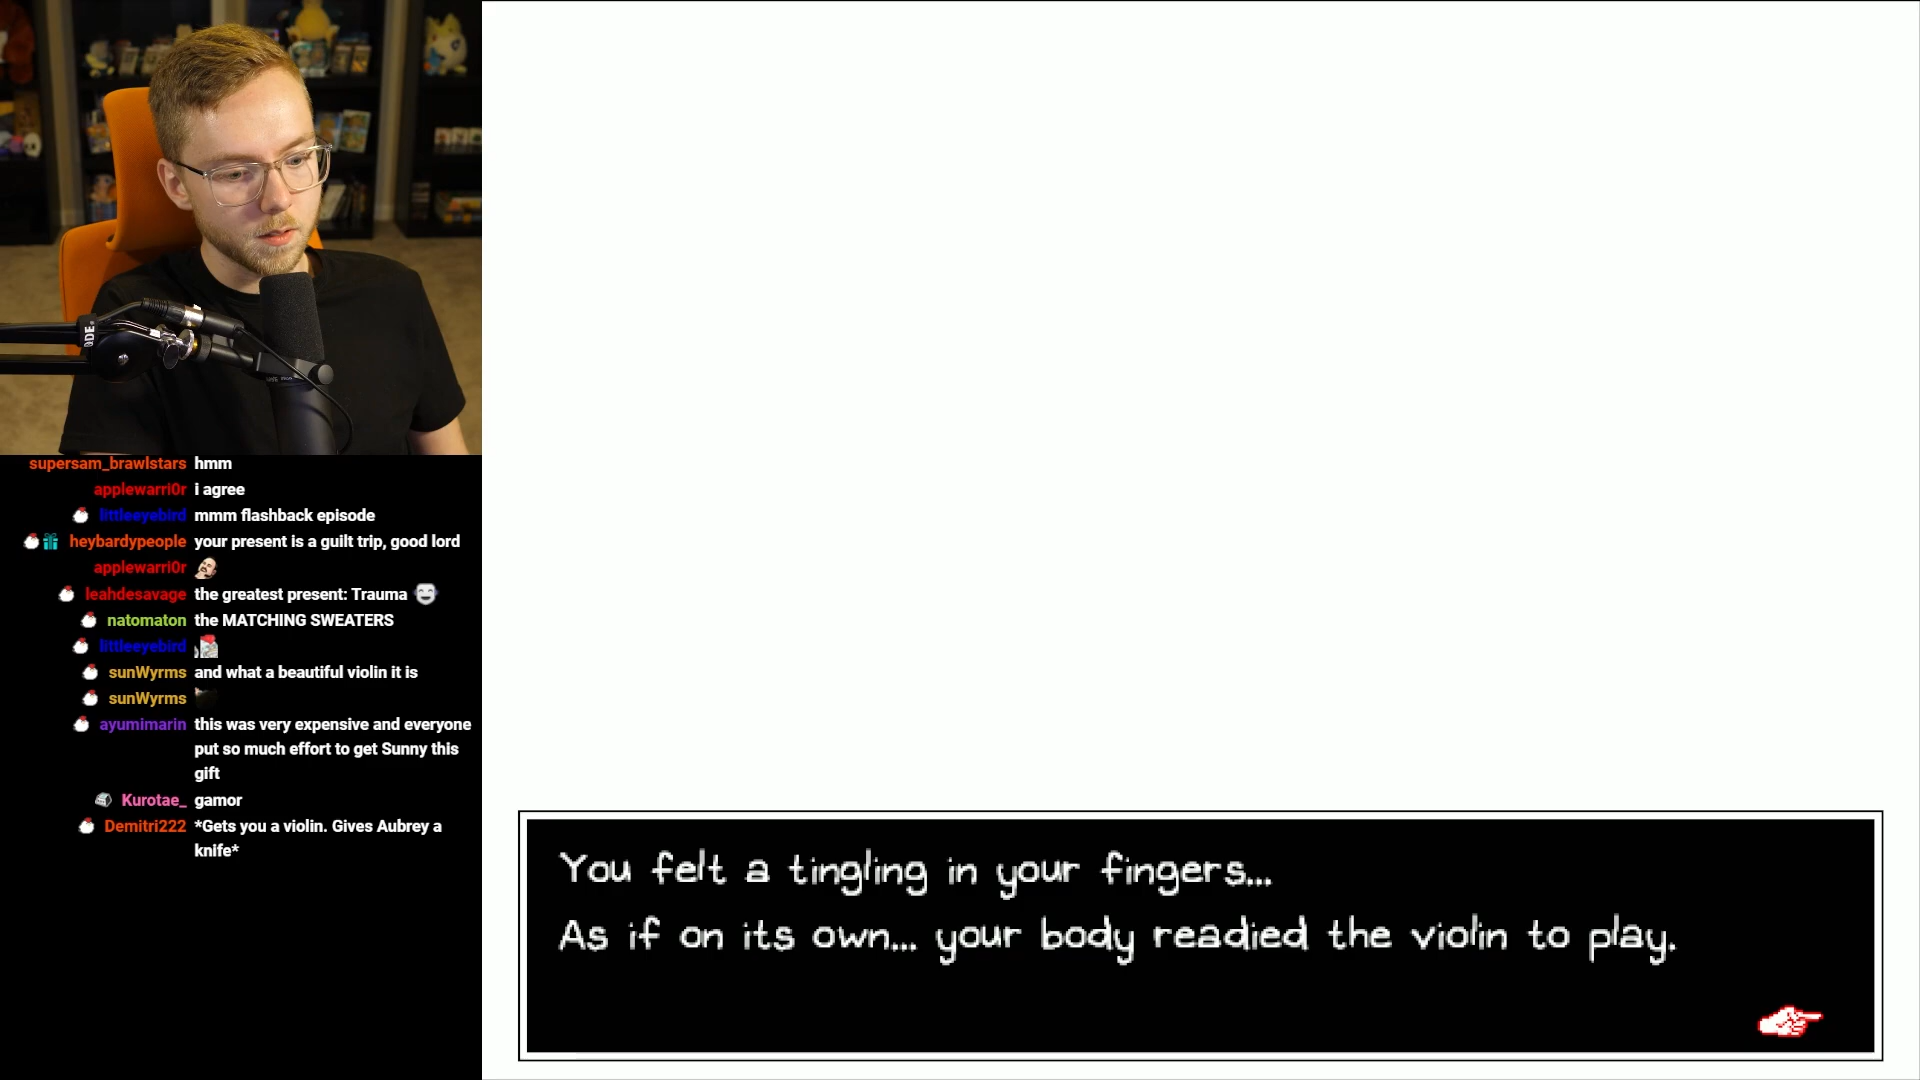 supersam_brawlstars hmm
applewarri0r i agree
littleeyebird mmm flashback episode
heybardypeople your present is a guilt trip, good lord
applewarri0r
leahdesavage the greatest present: Trauma
natomaton the MATCHING SWEATERS
littleeyebird
sunWyrms and what a beautiful violin it is
sunWyrms
ayumimarin this was very expensive and everyone
put so much effort to get Sunny this
gift
Kurotae_ gamor
Demitri222 *Gets you a violin. Gives Aubrey a
knife*
You felt a tingling in your fingers...
As if on its own... your body readied the violin to play.